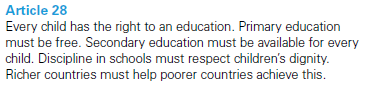 Article 28
Every child has the right to an education. Primary education
must be free. Secondary education must be available for every
child. Discipline in schools must respect children's dignity.
Richer countries must help poorer countries achieve this.